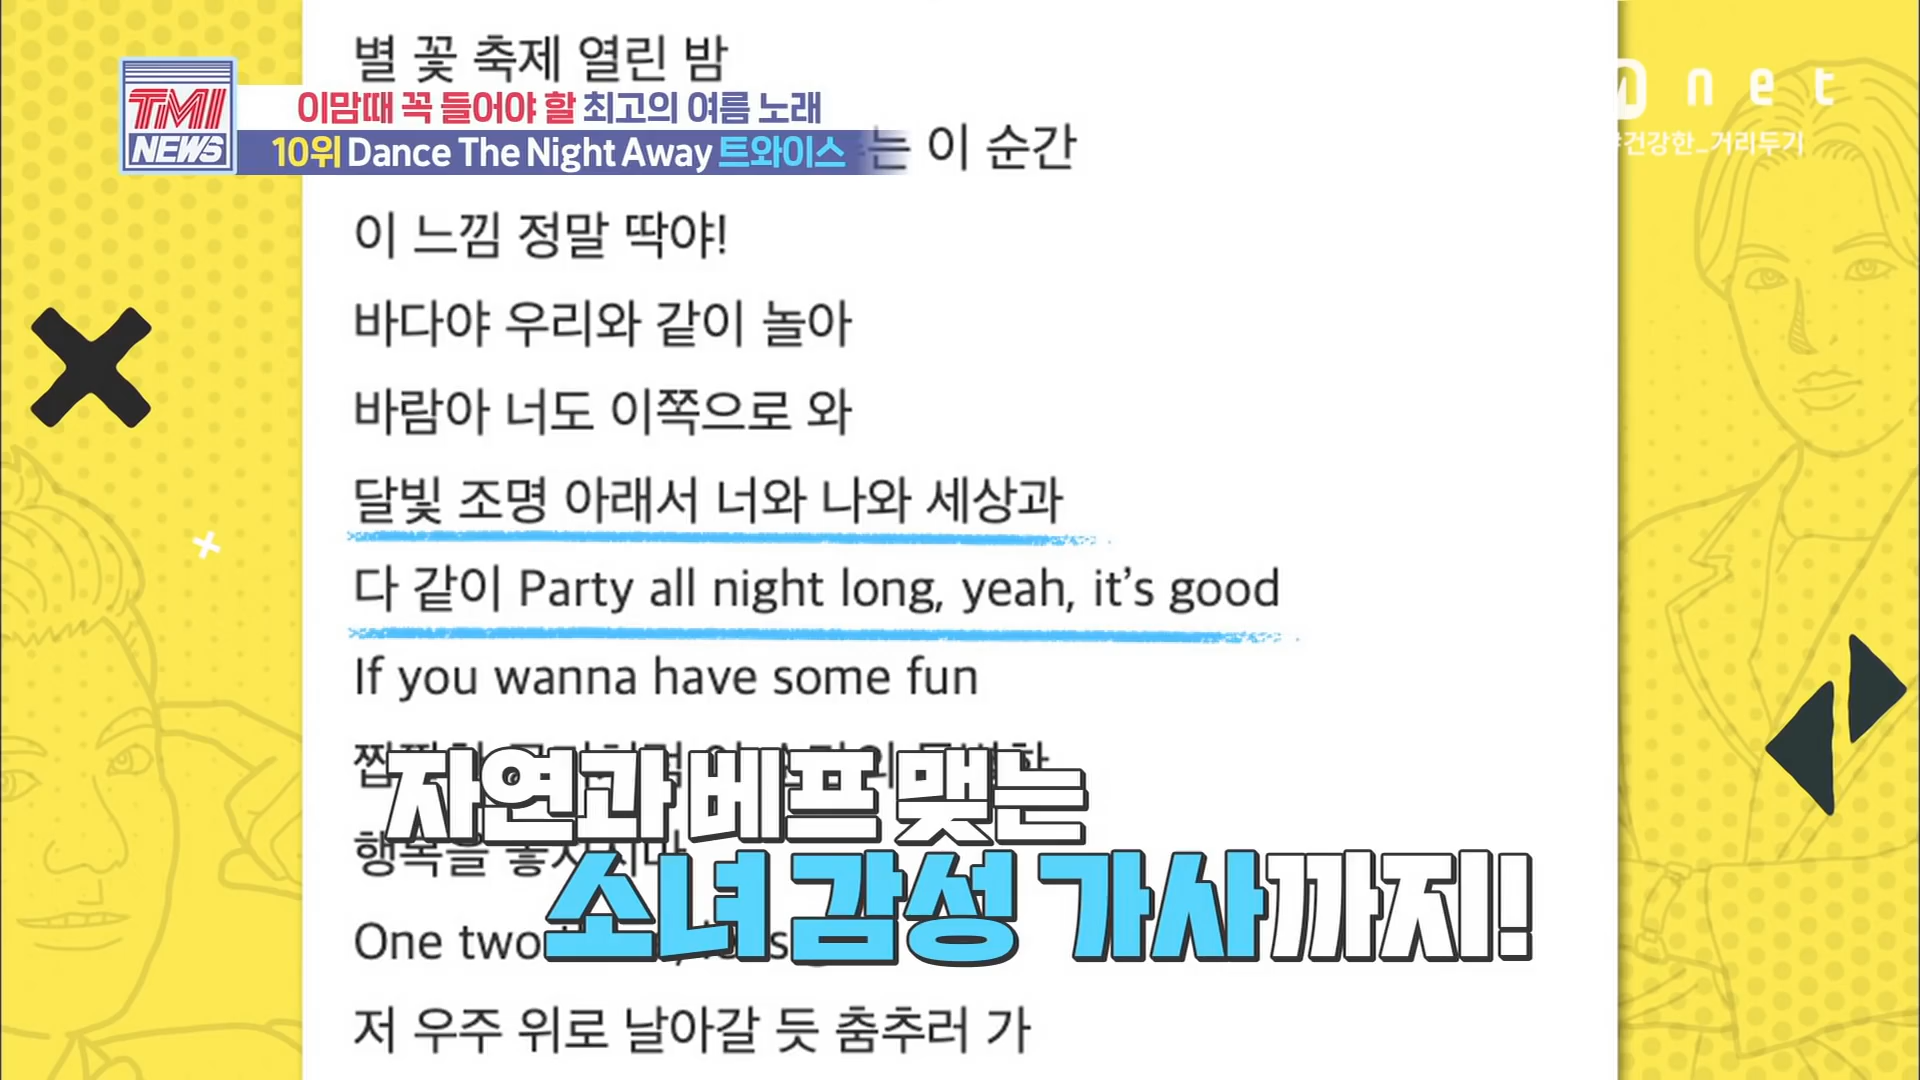 별 꽃 축제 열린 밤
TMI NEWS
이맘때 꼭 들어야 할 최고의 여름 노래
10위 Dance The Night Away 트와이스
는 이 순간
net
#건강한_거리두기
이 느낌 정말 딱야!
바다야 우리와 같이 놀아
바람아 너도 이쪽으로 와
달빛 조명 아래서 너와 나와 세상과
다 같이 Party all night long, yeah, it's good
If you wanna have some fun
자연과 베프 맺는
소녀 감성 가사까지!
One two
저 우주 위로 날아갈 듯 춤추러 가